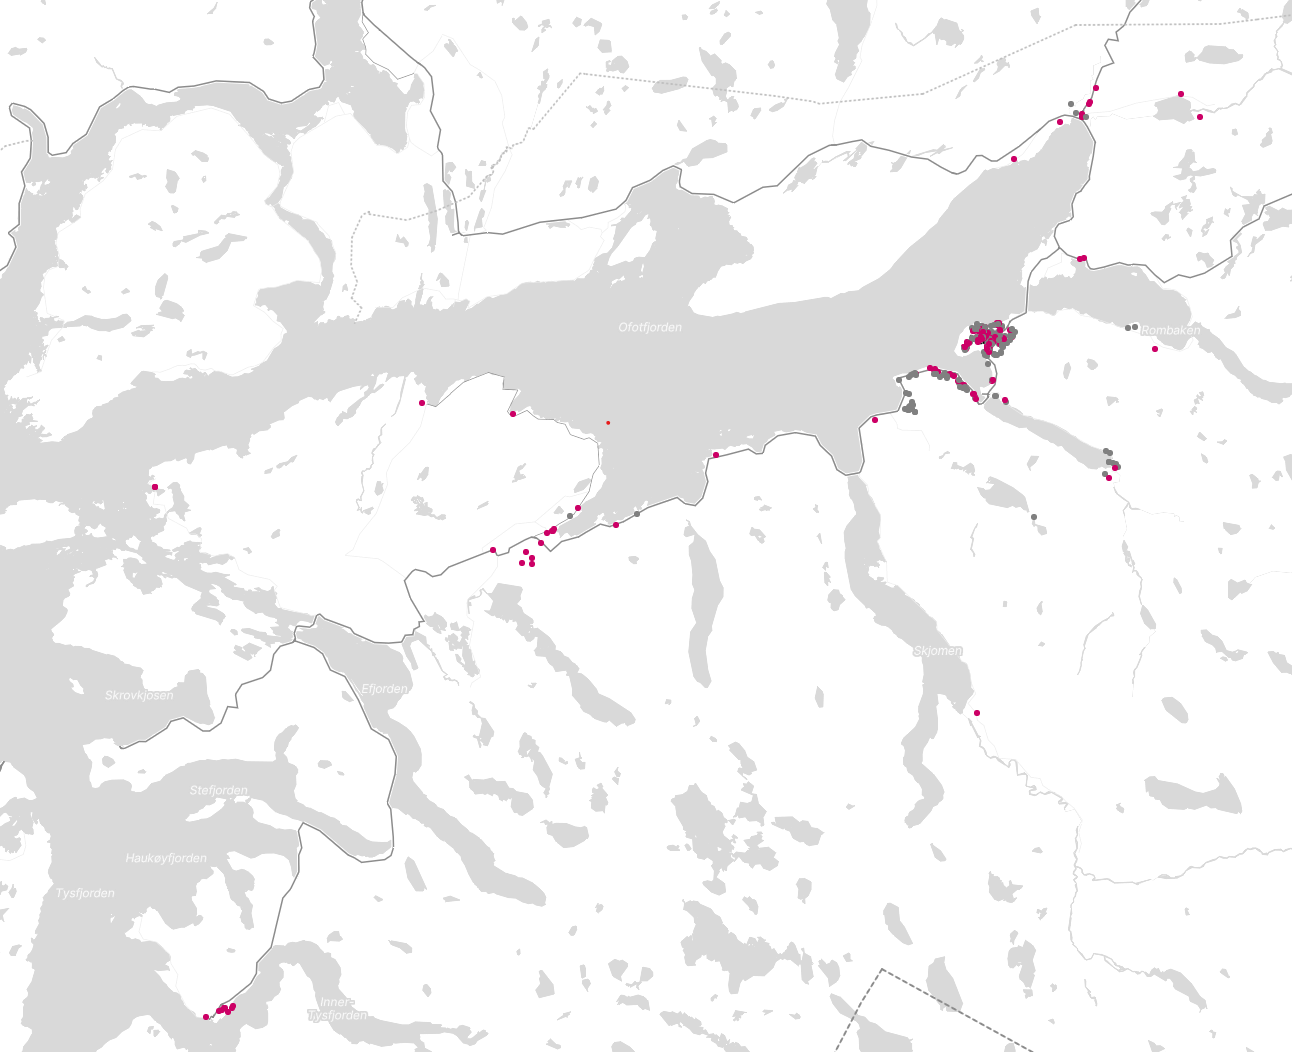 Ofotfjorden
Rombaken
Skjomen
Efjorden
Skrovkjosen
Stefjorden
Haukøyfjorden
Tysfjorden
Inner-
Tysfjorden